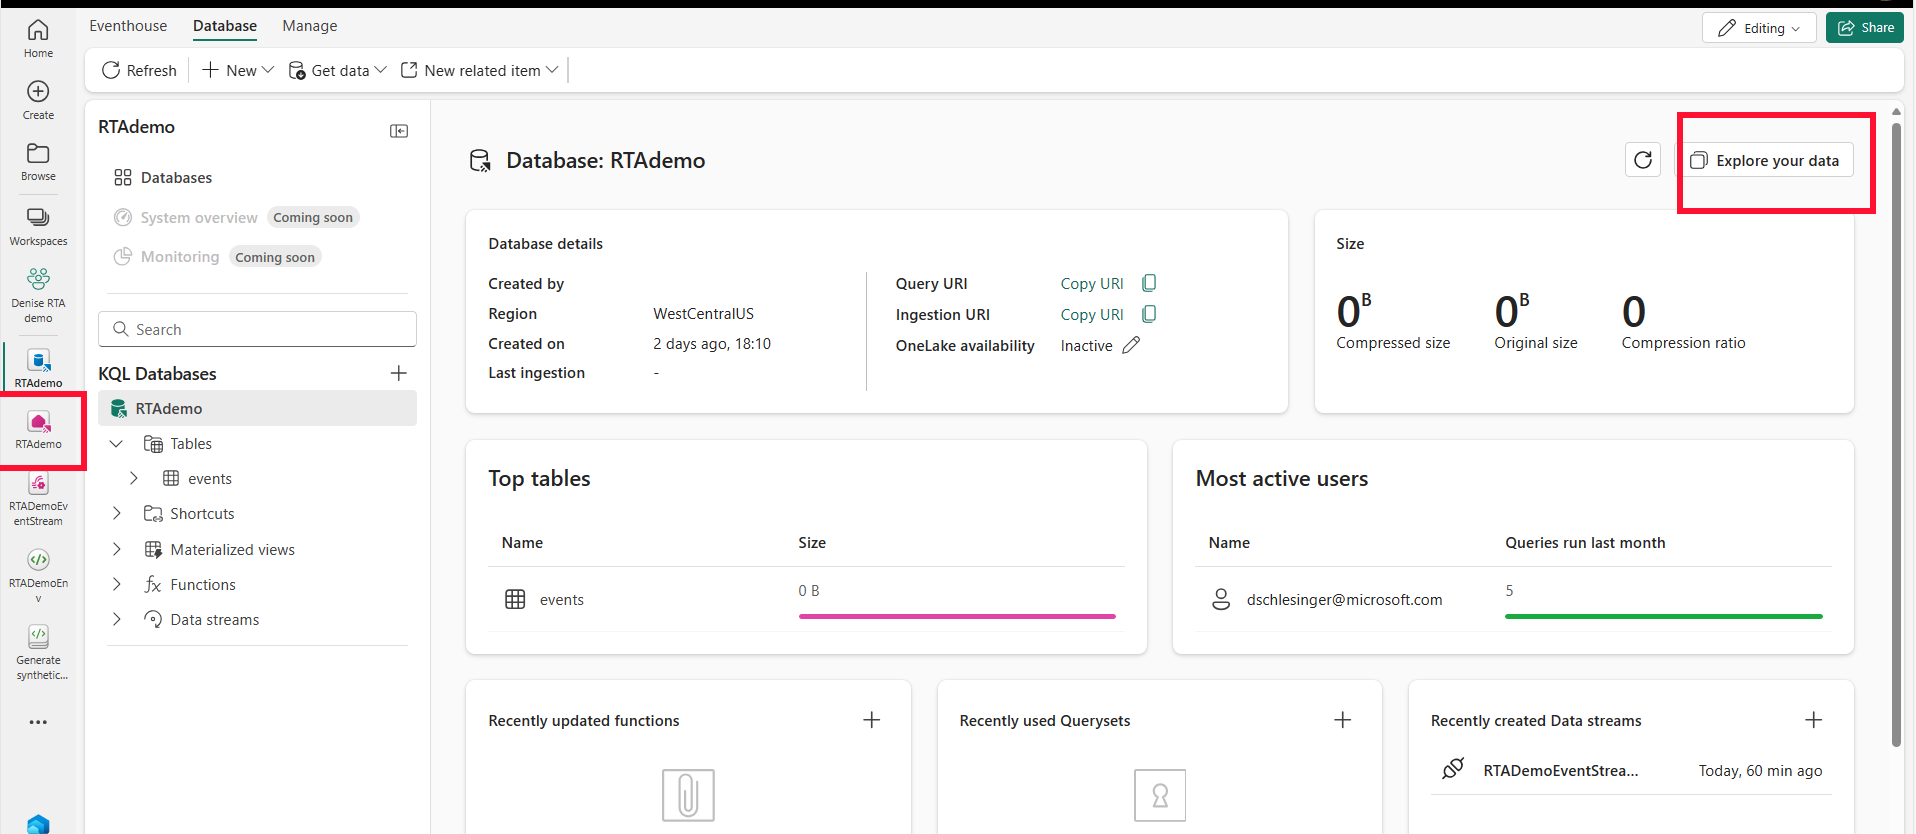 Home
Create
Browse
Workspaces
Denise RTA
demo
RTAdemo
RTAdemo
RTADemoEv
entStream
RTADemoEn
v
Generate
synthetic...
Eventhouse Database Manage
Editing Share
Refresh New Get data New related item
RTAdemo
Databases
System overview Coming soon
Monitoring Coming soon
Search
KQL Databases
RTAdemo
Tables
events
Shortcuts
Materialized views
Functions
Data streams
Database: RTAdemo
Explore your data
Database details
Created by
Region WestCentralUS
Created on 2 days ago, 18:10
Last ingestion -
Query URI Copy URI
Ingestion URI Copy URI
OneLake availability Inactive
Size
0 B 0 B 0
Compressed size Original size Compression ratio
Top tables
Name Size
events 0 B
Most active users
Name Queries run last month
dschlesinger@microsoft.com 5
Recently updated functions
Recently used Querysets
Recently created Data streams
RTADemoEventStrea... Today, 60 min ago